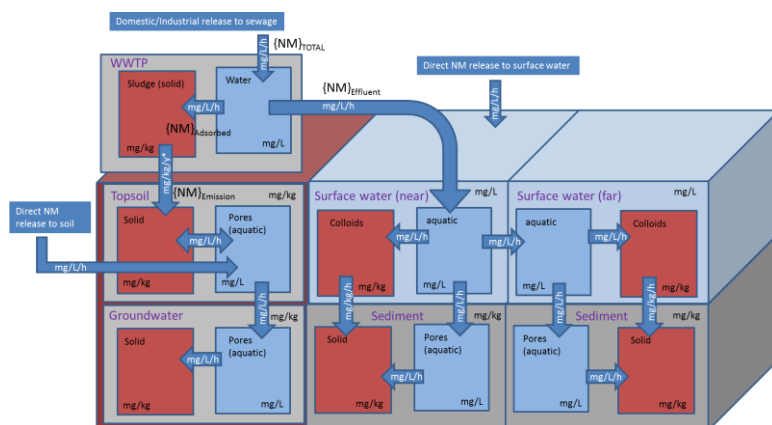 Domestic/Industrial release to sewage
mg/L/h
{NM}TOTAL
WWTP
Direct NM release to surface water
mg/L/h
Sludge (solid)
Water
mg/L/h
{NM}Effluent
mg/L/h
{NM}Adsorbed
mg/kg
mg/L
mg/kg/y*
{NM}Emission
Topsoil
mg/kg
Solid
Pores
(aquatic)
mg/L/h
mg/kg
mg/L
Direct NM
release to soil
mg/L/h
mg/L/h
Surface water (near)
mg/L
Colloids
aquatic
mg/L/h
mg/L/h
mg/kg
mg/L
mg/kg/h
mg/L/h
Surface water (far)
mg/L
aquatic
Colloids
mg/L/h
mg/L
mg/kg
mg/L/h
mg/kg/h
Groundwater
mg/kg
Solid
Pores
(aquatic)
mg/L/h
mg/kg
mg/L
Sediment
mg/kg
Solid
Pores
(aquatic)
mg/L/h
mg/kg
mg/L
Sediment
mg/kg
Pores
(aquatic)
Solid
mg/L/h
mg/L
mg/kg